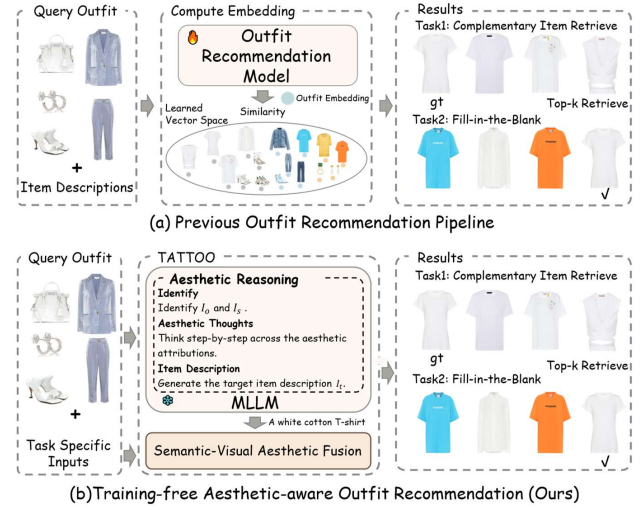 Query Outfit
+
Item Descriptions
Compute Embedding
Outfit
Recommendation
Model
Learned
Vector Space
Similarity
Outfit Embedding
Results
Task1: Complementary Item Retrieve
gt
Top-k Retrieve
Task2: Fill-in-the-Blank
√
(a) Previous Outfit Recommendation Pipeline
Query Outfit
+
Task Specific
Inputs
TATTOO
Aesthetic Reasoning
Identify
Identify I_o and I_s .
Aesthetic Thoughts
Think step-by-step across the aesthetic
attributions.
Item Description
Generate the target item description I_t.
MLLM
A white cotton T-shirt
Semantic-Visual Aesthetic Fusion
Results
Task1: Complementary Item Retrieve
gt
Top-k Retrieve
Task2: Fill-in-the-Blank
√
(b)Training-free Aesthetic-aware Outfit Recommendation (Ours)